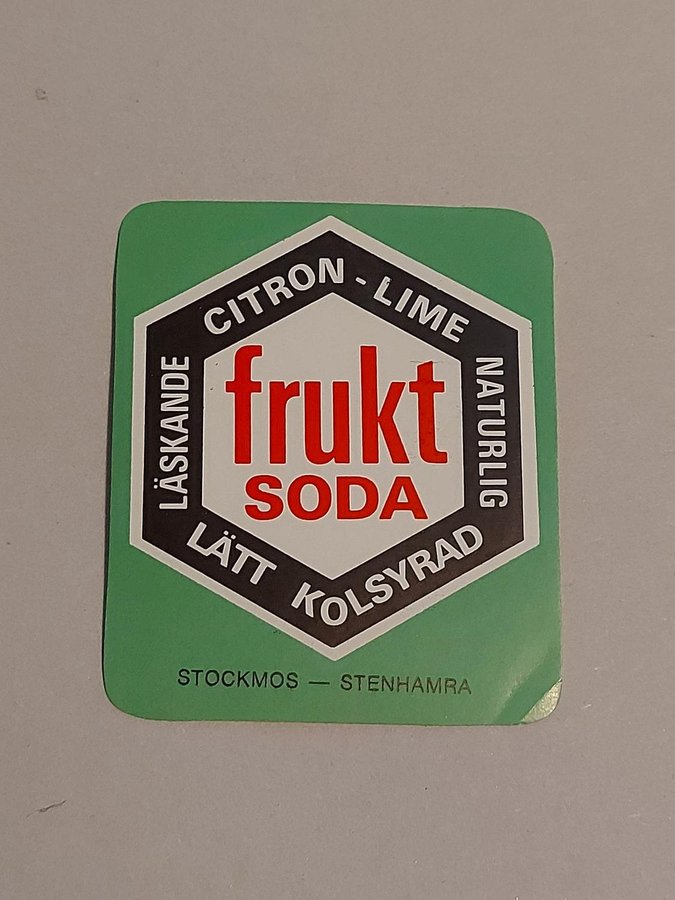 CITRON - LIME
LÄSKANDE
NATURLIG
frukt
SODA
LÄTT KOLSYRAD
STOCKMOS — STENHAMRA